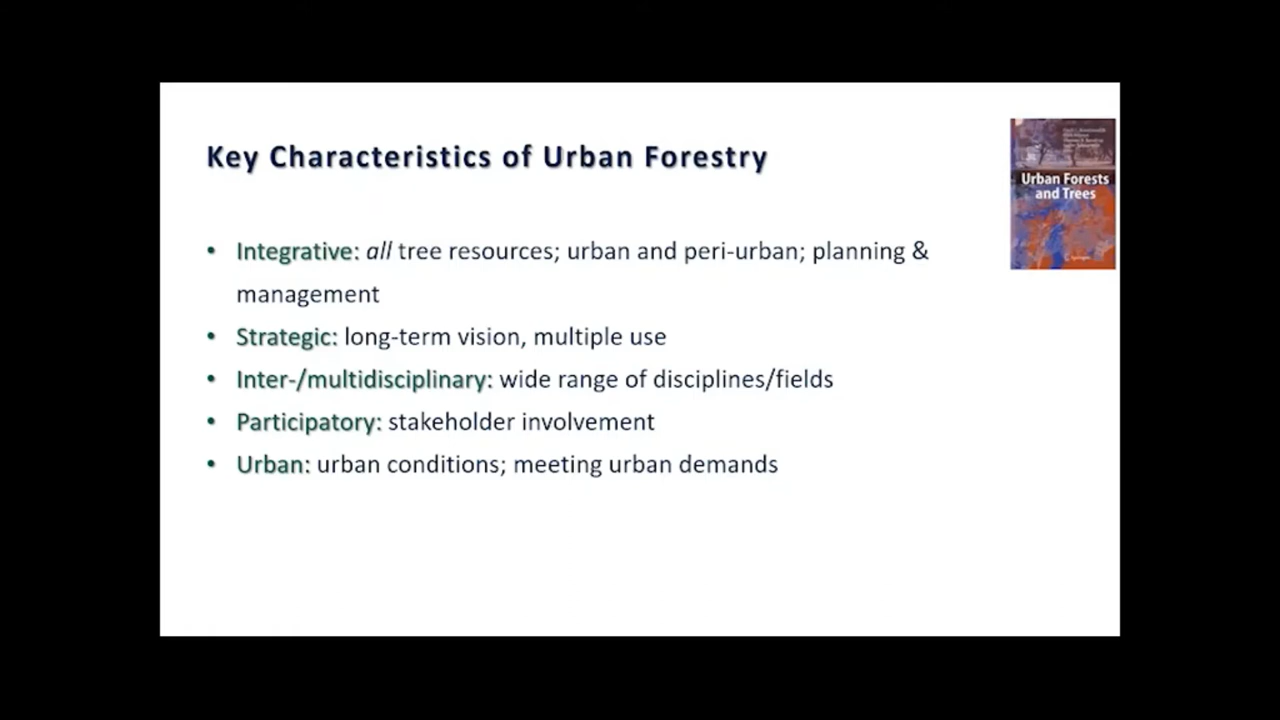 Key Characteristics of Urban Forestry
Urban Forests
and Trees
• Integrative: all tree resources; urban and peri-urban; planning &
management
• Strategic: long-term vision, multiple use
• Inter-/multidisciplinary: wide range of disciplines/fields
• Participatory: stakeholder involvement
• Urban: urban conditions; meeting urban demands